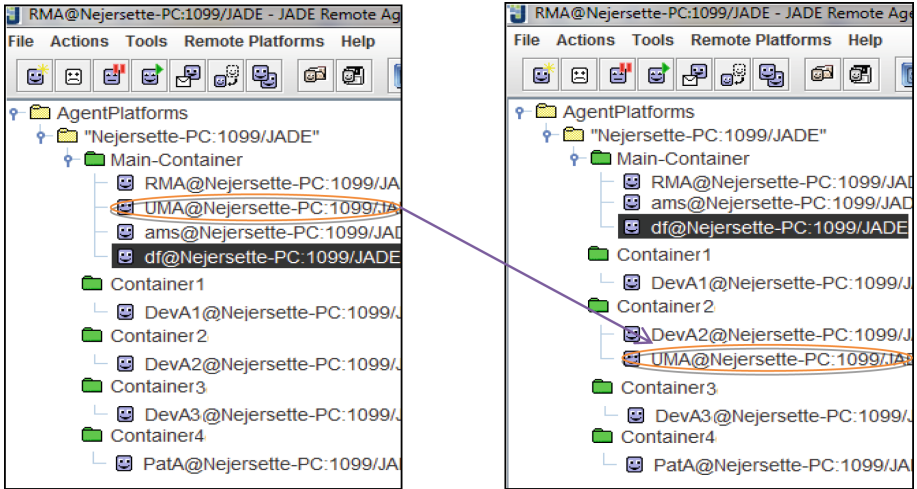 RMA@Nejersette-PC:1099/JADE - JADE Remote Ag
File Actions Tools Remote Platforms Help
AgentPlatforms
"Nejersette-PC:1099/JADE"
Main-Container
RMA@Nejersette-PC:1099/JA
UMA@Nejersette-PC:1099/JA
ams@Nejersette-PC:1099/JAD
df@Nejersette-PC:1099/JADE
Container1
DevA1@Nejersette-PC:1099/J
Container2
DevA2@Nejersette-PC:1099/J
Container3
DevA3@Nejersette-PC:1099/J
Container4
PatA@Nejersette-PC:1099/JA
RMA@Nejersette-PC:1099/JADE - JADE Remote Age
File Actions Tools Remote Platforms Help
AgentPlatforms
"Nejersette-PC:1099/JADE"
Main-Container
RMA@Nejersette-PC:1099/JAD
ams@Nejersette-PC:1099/JAD
df@Nejersette-PC:1099/JADE
Container1
DevA1@Nejersette-PC:1099/J
Container2
DevA2@Nejersette-PC:1099/J
UMA@Nejersette-PC:1099/JAD
Container3
DevA3@Nejersette-PC:1099/J
Container4
PatA@Nejersette-PC:1099/JA